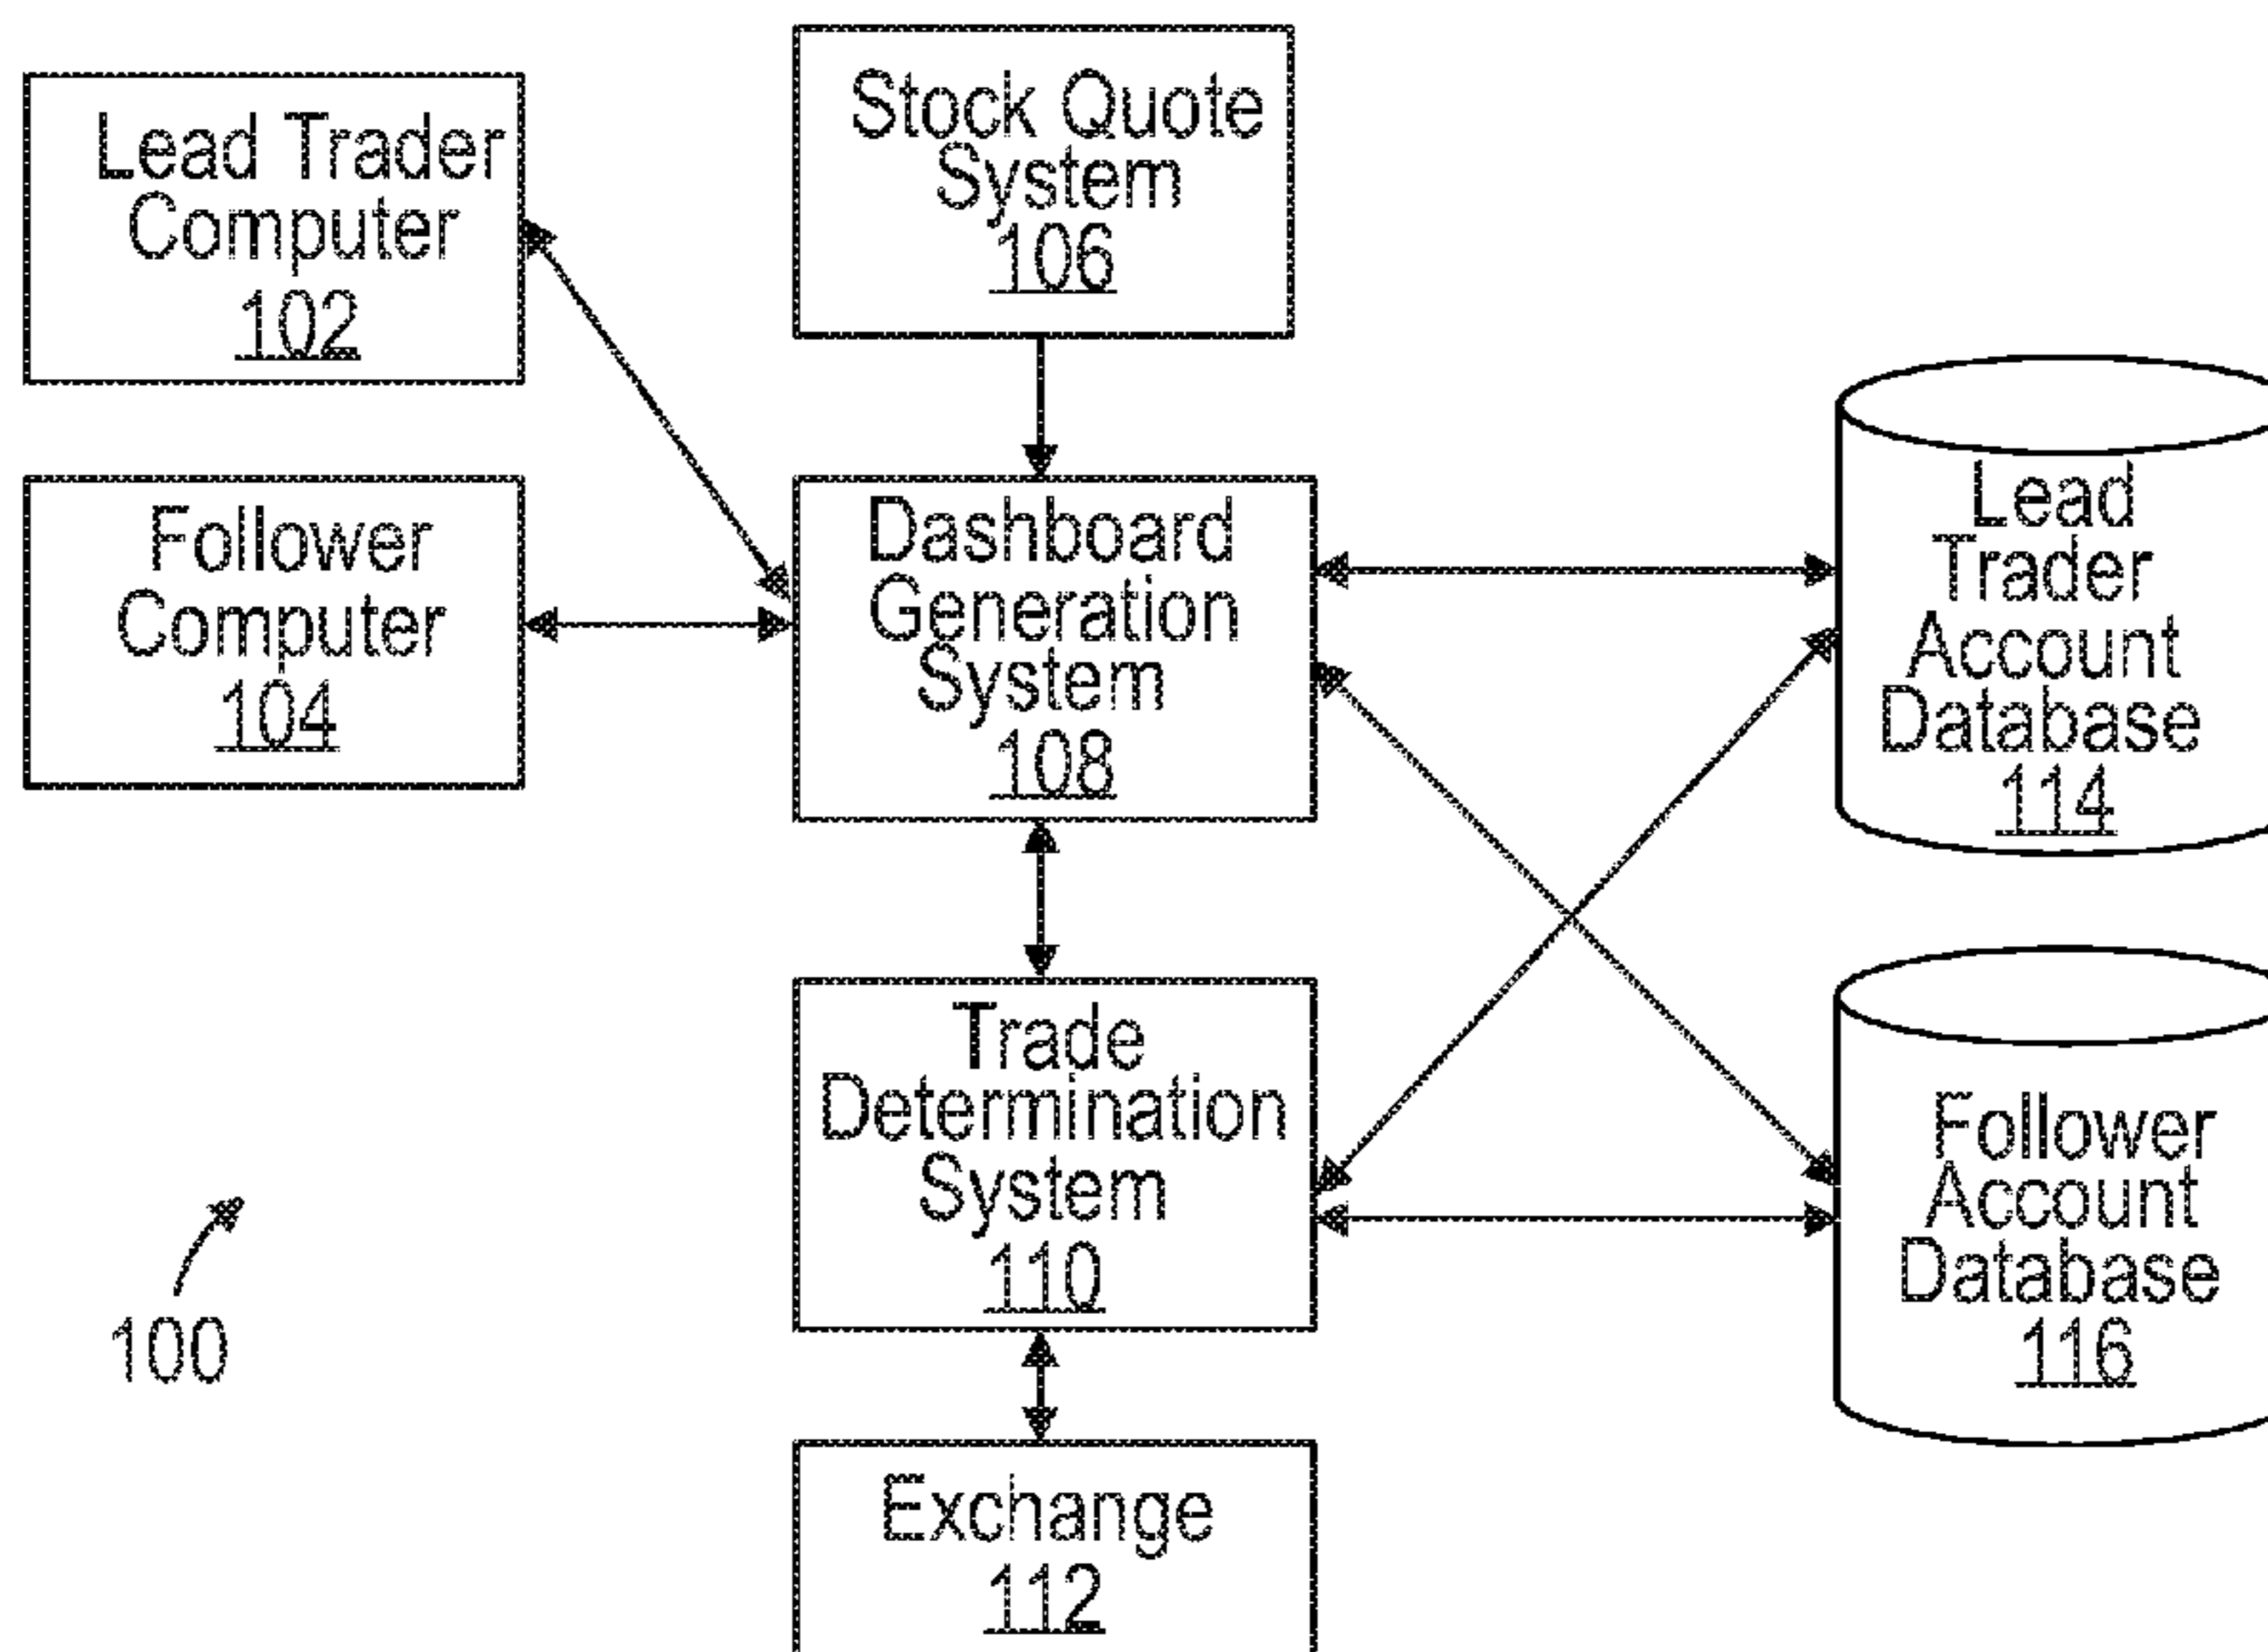 Lead Trader
Computer
102
Stock Quote
System
106
Follower
Computer
104
Dashboard
Generation
System
108
Lead
Trader
Account
Database
114
Trade
Determination
System
110
Follower
Account
Database
116
100
Exchange
112